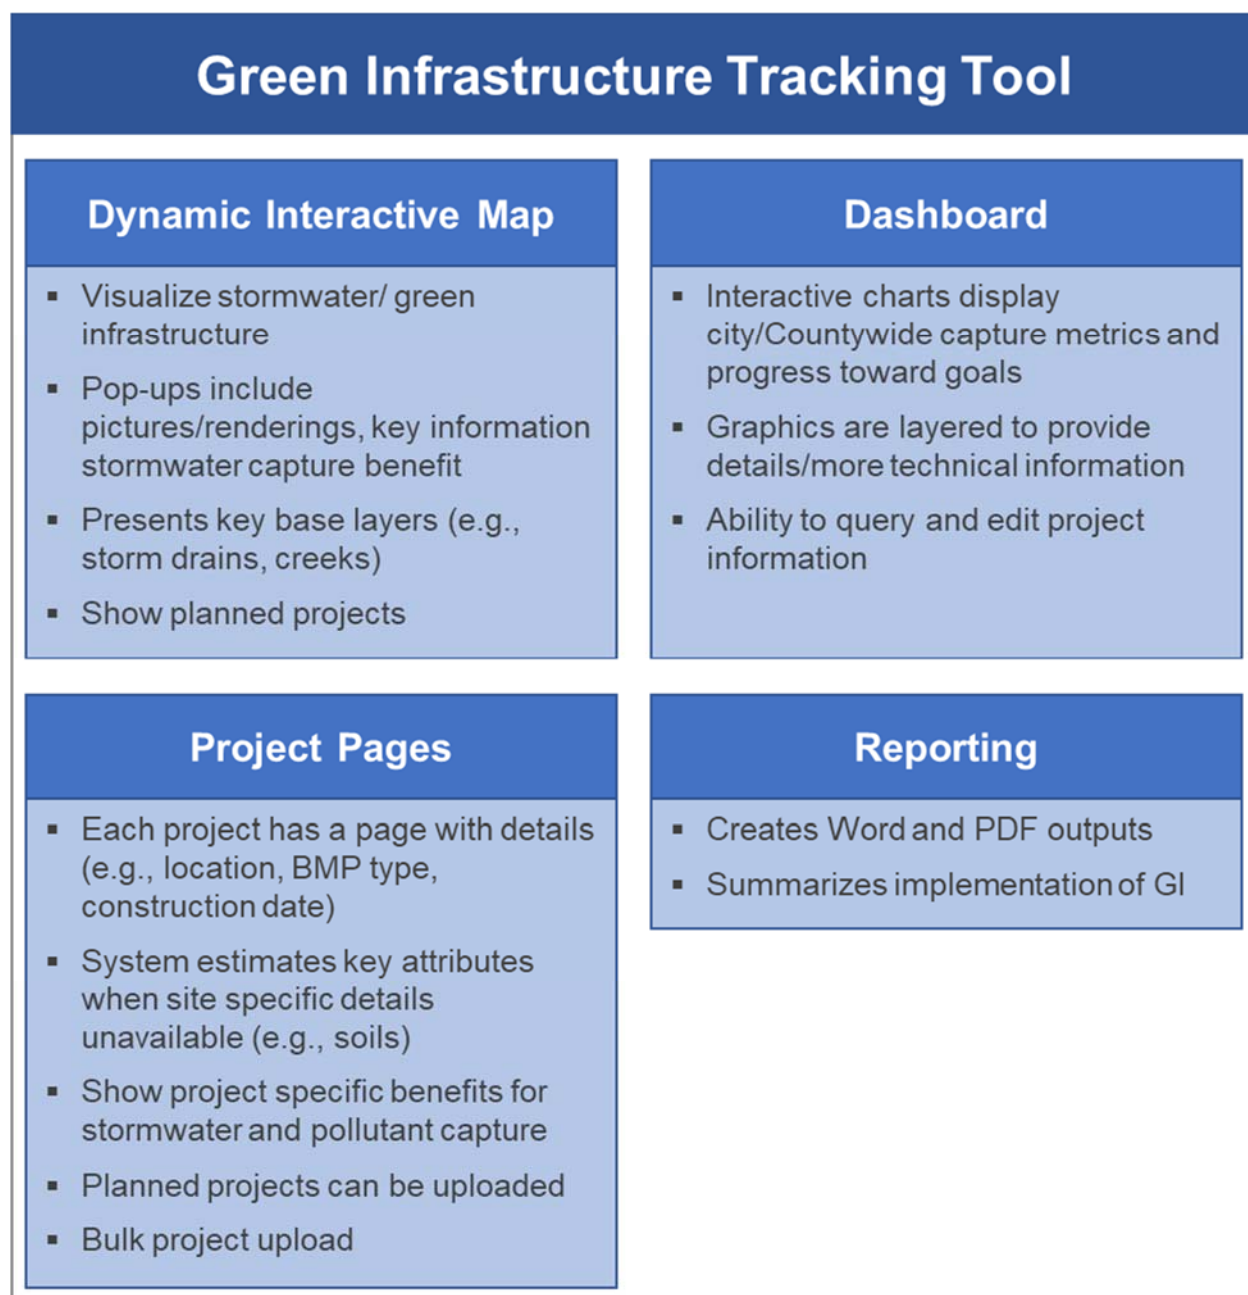 Green Infrastructure Tracking Tool
Dynamic Interactive Map
▪ Visualize stormwater/ green
infrastructure
▪ Pop-ups include
pictures/renderings, key information
stormwater capture benefit
▪ Presents key base layers (e.g.,
storm drains, creeks)
▪ Show planned projects
Dashboard
▪ Interactive charts display
city/Countywide capture metrics and
progress toward goals
▪ Graphics are layered to provide
details/more technical information
▪ Ability to query and edit project
information
Project Pages
▪ Each project has a page with details
(e.g., location, BMP type,
construction date)
▪ System estimates key attributes
when site specific details
unavailable (e.g., soils)
▪ Show project specific benefits for
stormwater and pollutant capture
▪ Planned projects can be uploaded
▪ Bulk project upload
Reporting
▪ Creates Word and PDF outputs
▪ Summarizes implementation of GI